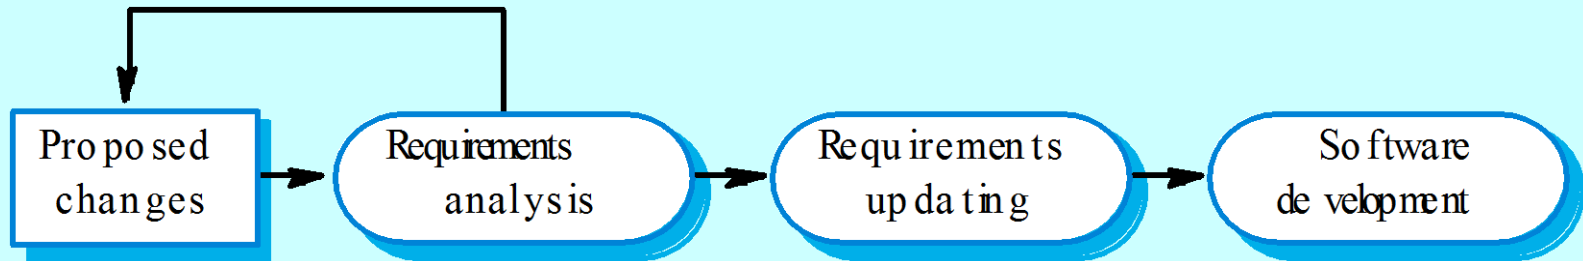 Proposed
changes
Requirements
analysis
Requirements
updating
Software
development